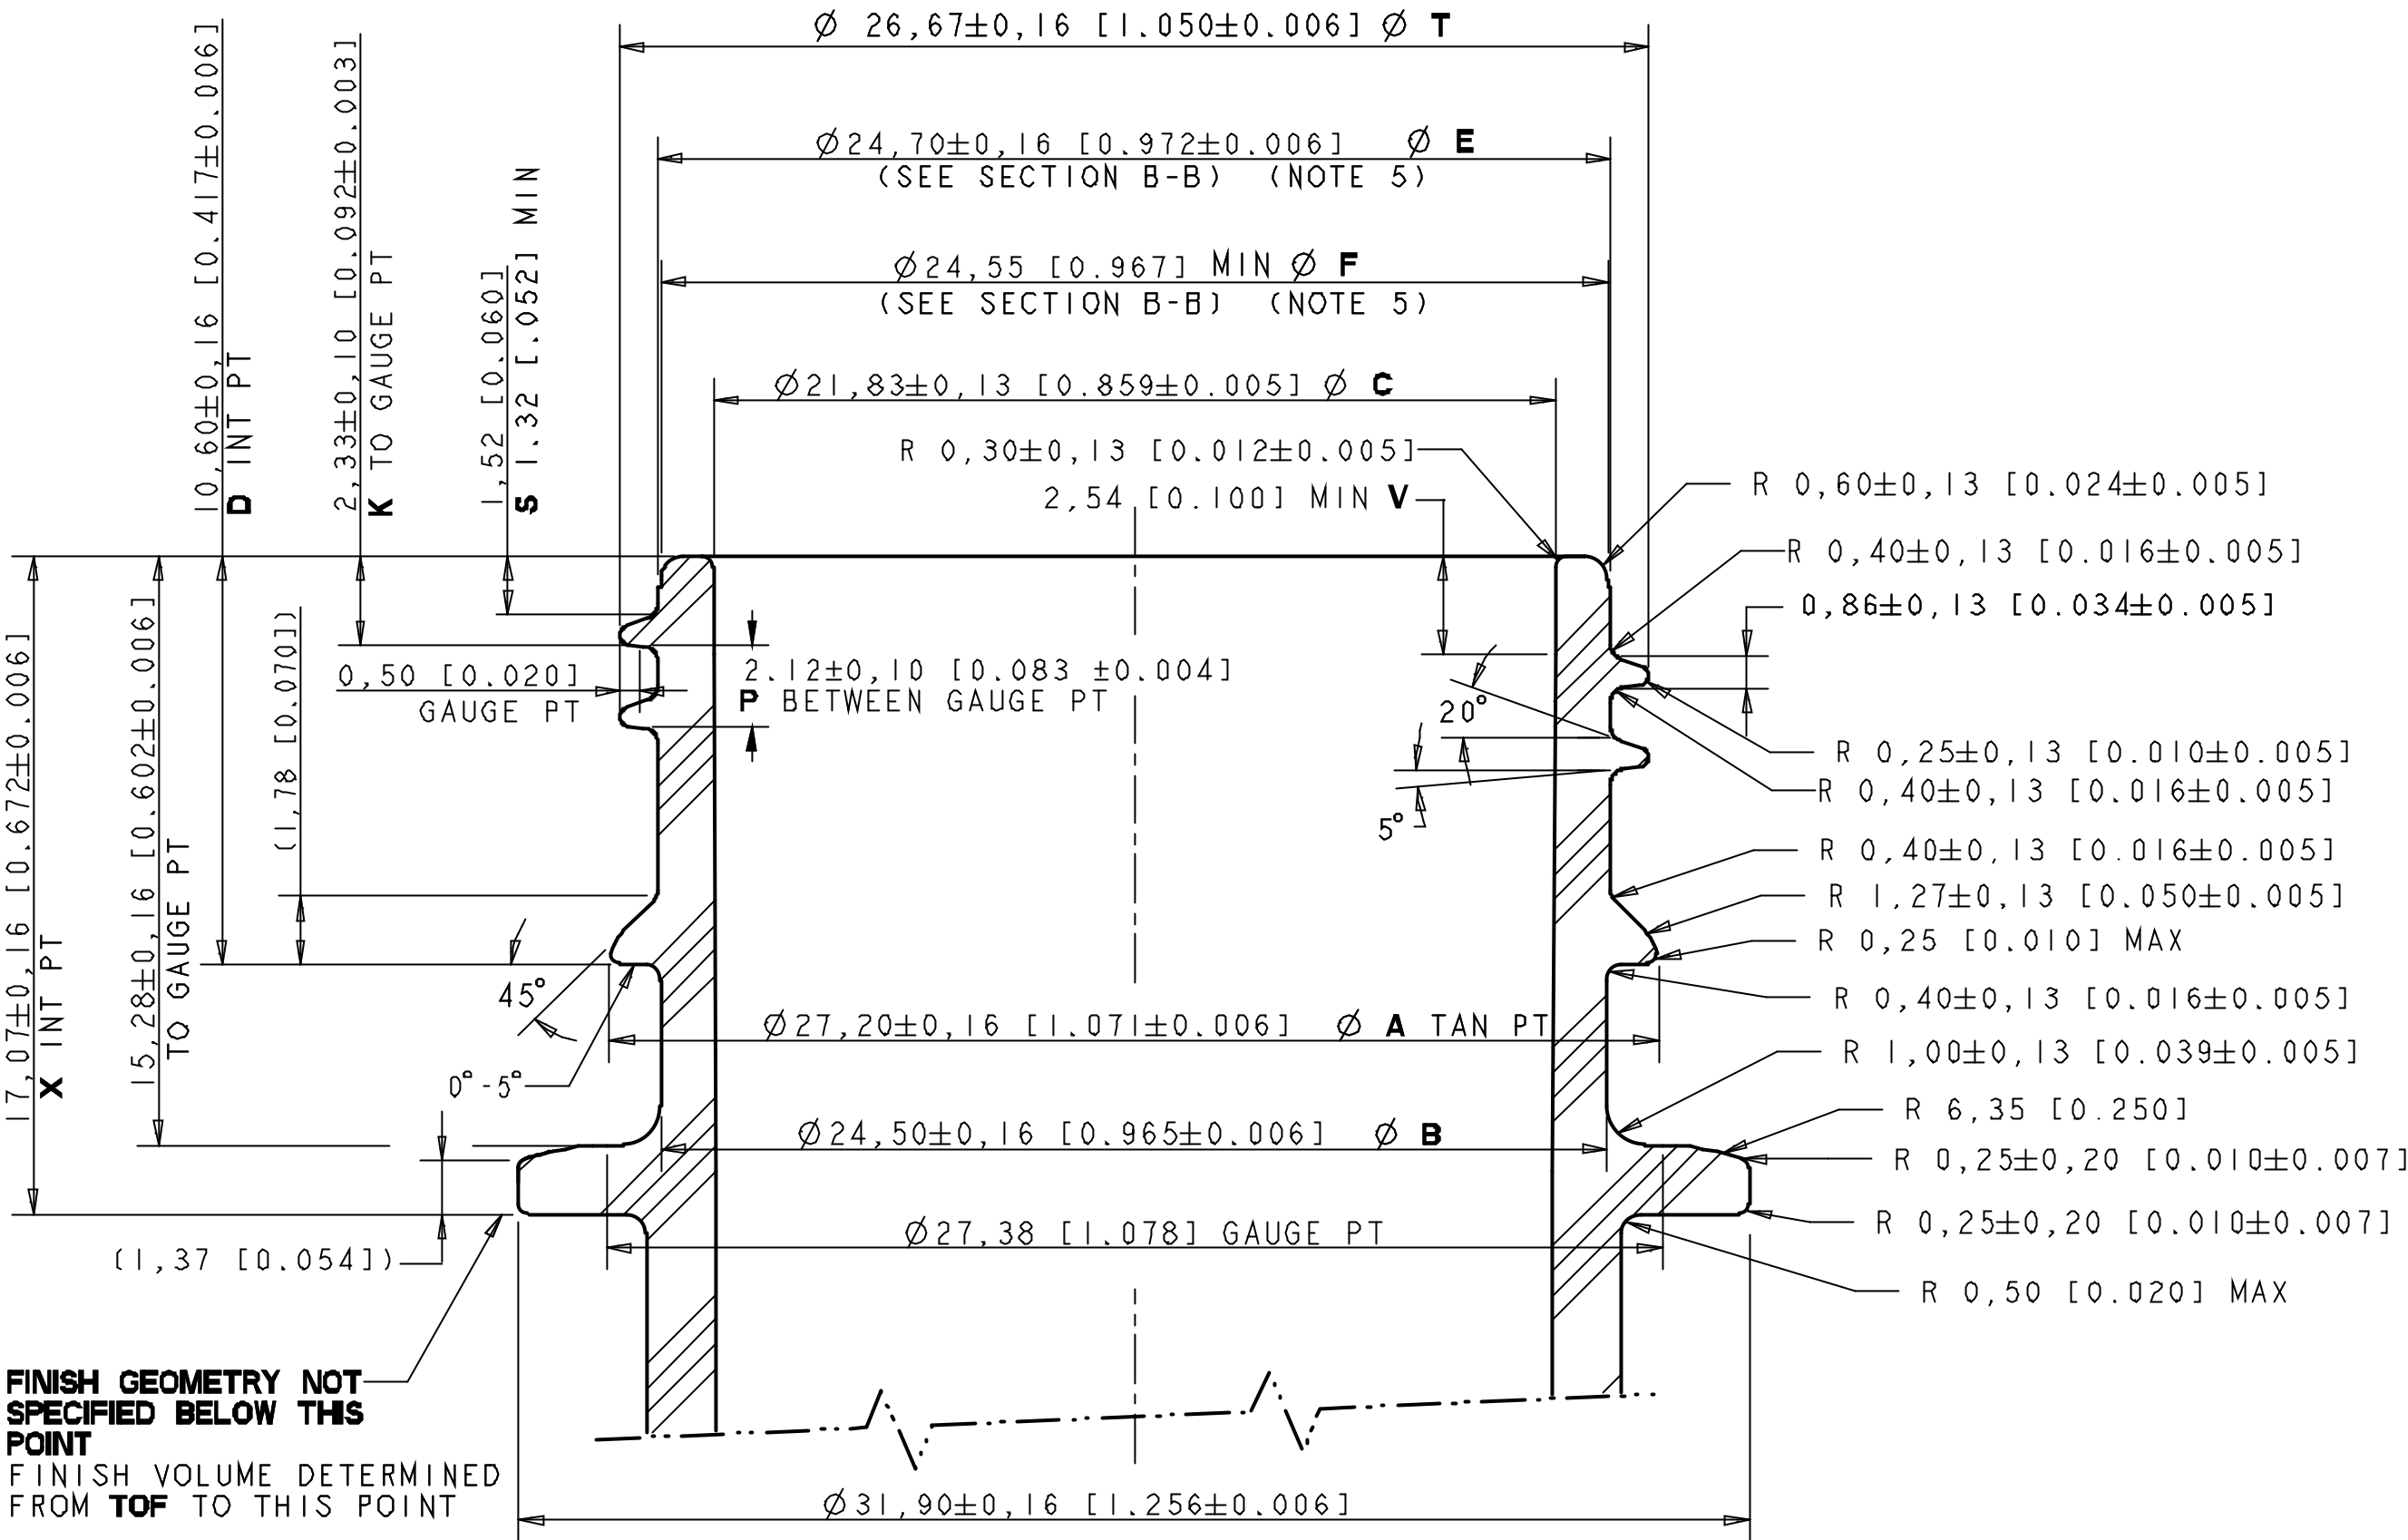 Ø 26,67±0,16 [1.050±0.006] Ø T
Ø24,70±0,16 [0.972±0.006] Ø E
(SEE SECTION B-B) (NOTE 5)
Ø24,55 [0.967] MIN Ø F
(SEE SECTION B-B) (NOTE 5)
Ø21,83±0,13 [0.859±0.005] Ø C
R 0,30±0,13 [0.012±0.005]
2,54 [0.100] MIN V
10,60±0,16 [0.417±0.006]
D INT PT
2,33±0,10 [0.092±0.003]
K TO GAUGE PT
1,52 [0.060]
S 1.32 [.052] MIN
17,07±0,16 [0.672±0.006]
X INT PT
15,28±0,16 [0.602±0.006]
TO GAUGE PT
(1,78 [0.070])
0,50 [0.020]
GAUGE PT
2.12±0,10 [0.083 ±0.004]
P BETWEEN GAUGE PT
20°
5°
R 0,60±0,13 [0.024±0.005]
R 0,40±0,13 [0.016±0.005]
0,86±0,13 [0.034±0.005]
R 0,25±0,13 [0.010±0.005]
R 0,40±0,13 [0.016±0.005]
R 0,40±0,13 [0.016±0.005]
R 1,27±0,13 [0.050±0.005]
R 0,25 [0.010] MAX
R 0,40±0,13 [0.016±0.005]
R 1,00±0,13 [0.039±0.005]
R 6,35 [0.250]
R 0,25±0,20 [0.010±0.007]
R 0,25±0,20 [0.010±0.007]
R 0,50 [0.020] MAX
45°
0°-5°
Ø27,20±0,16 [1.071±0.006] Ø A TAN PT
Ø24,50±0,16 [0.965±0.006] Ø B
Ø27,38 [1.078] GAUGE PT
(1,37 [0.054])
FINISH GEOMETRY NOT
SPECIFIED BELOW THIS
POINT
FINISH VOLUME DETERMINED
FROM TOF TO THIS POINT
Ø31,90±0,16 [1.256±0.006]